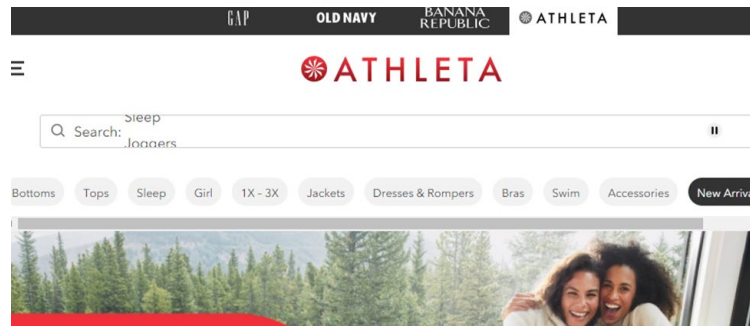 GAP OLD NAVY BANANA REPUBLIC ATHLETA
ATHLETA
Search: Sleep
Joggers
Bottoms Tops Sleep Girl 1X - 3X Jackets Dresses & Rompers Bras Swim Accessories New Arriva